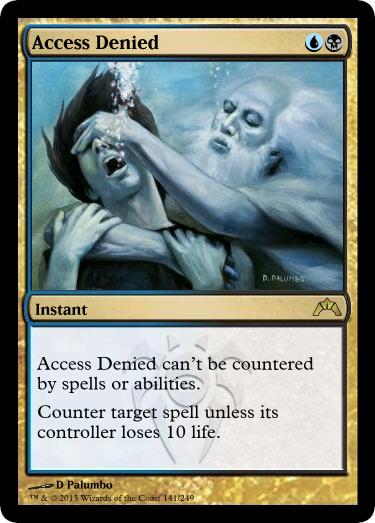 Access Denied
D. PALUMBO
Instant
Access Denied can't be countered
by spells or abilities.
Counter target spell unless its
controller loses 10 life.
D Palumbo
™ & © 2013 Wizards of the Coast 141/249